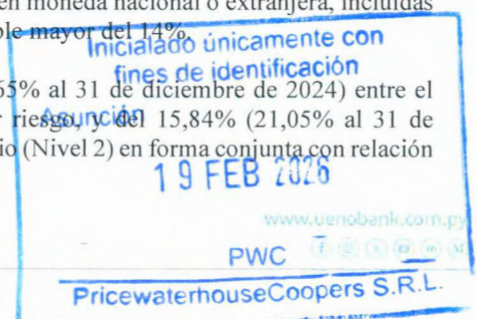 en moneda nacional o extranjera, incluidas
ble mayor del 14%.
Inicialado únicamente con
fines de identificación
65% al 31 de diciembre de 2024) entre el
Asunción
r riesgo, y del 15,84% (21,05% al 31 de
io (Nivel 2) en forma conjunta con relación
19 FEB 2026
www.uenobank.com.py
PWC
PricewaterhouseCoopers S.R.L.